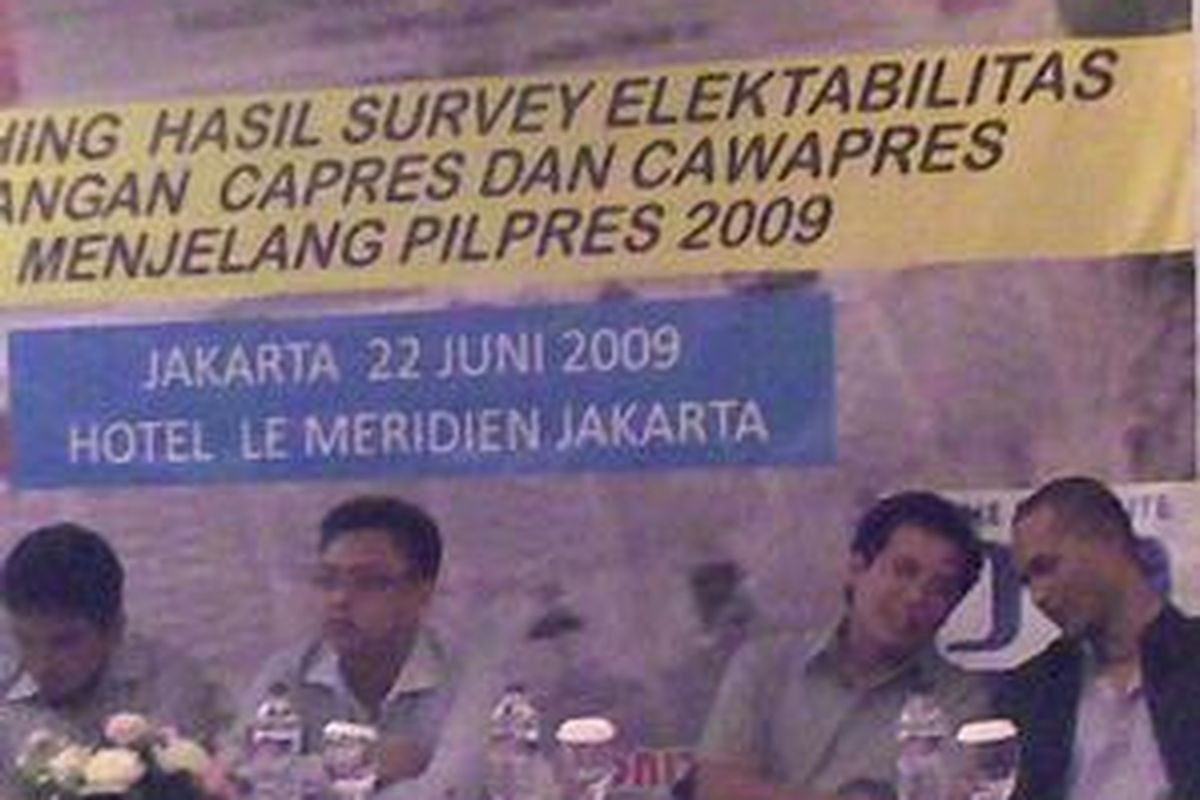 HING HASIL SURVEY ELEKTABILITAS
ANGAN CAPRES DAN CAWAPRES
MENJELANG PILPRES 2009
JAKARTA 22 JUNI 2009
HOTEL LE MERIDIEN JAKARTA